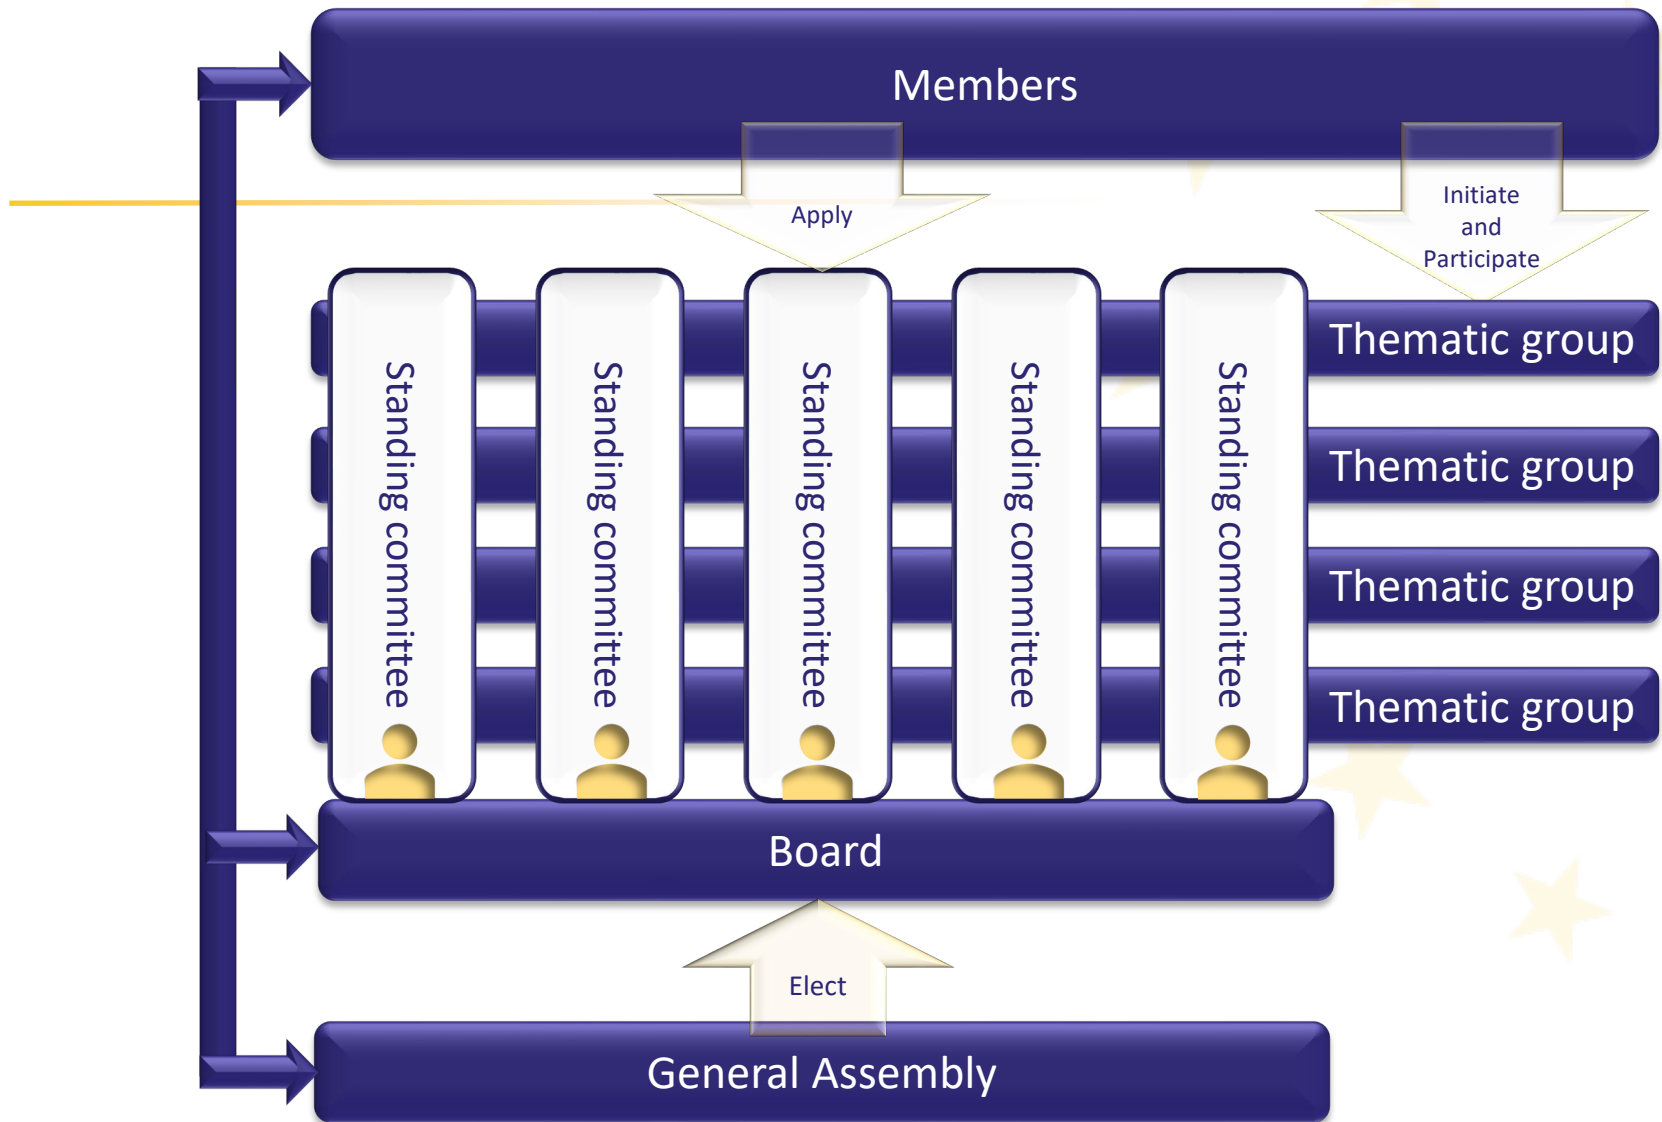 Members
Apply
Initiate
and
Participate
Standing committee
Standing committee
Standing committee
Standing committee
Standing committee
Thematic group
Thematic group
Thematic group
Thematic group
Board
Elect
General Assembly